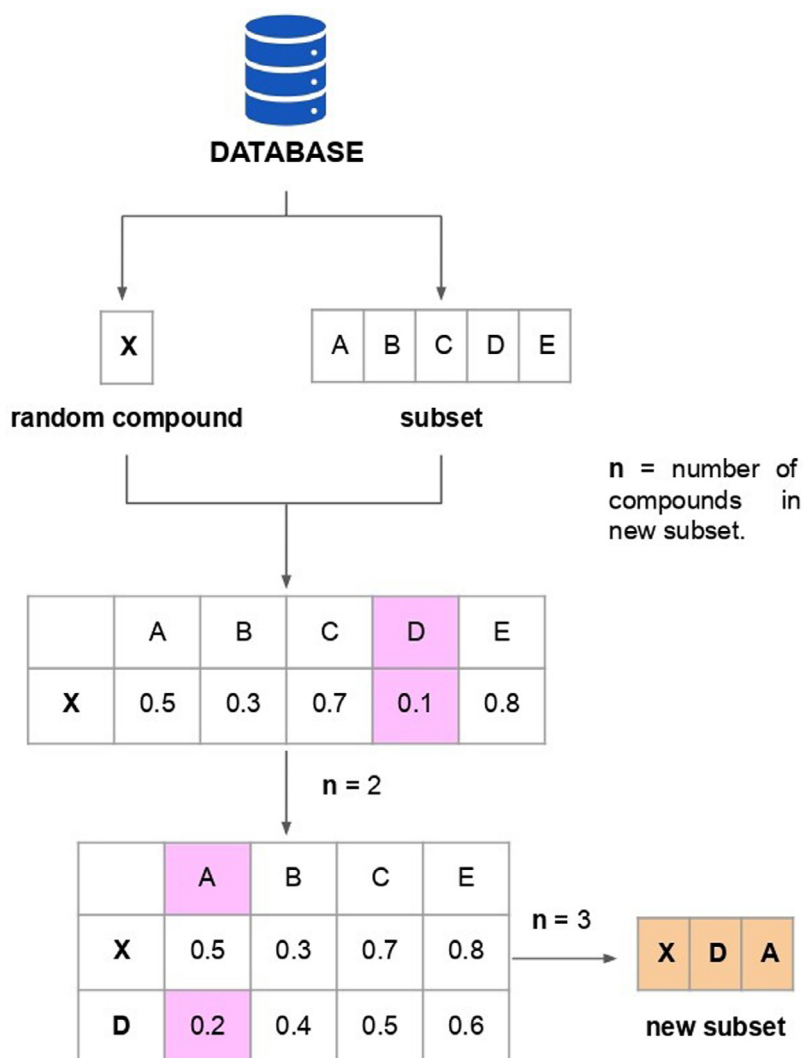 DATABASE
X
A B C D E
random compound
subset
n = number of
compounds in
new subset.
A B C D E
X 0.5 0.3 0.7 0.1 0.8
n = 2
A B C E
X 0.5 0.3 0.7 0.8
n = 3
D 0.2 0.4 0.5 0.6
X D A
new subset